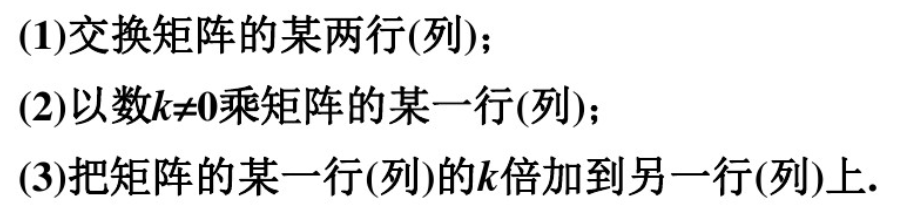 (1)交换矩阵的某两行(列);
(2)以数k≠0乘矩阵的某一行(列);
(3)把矩阵的某一行(列)的k倍加到另一行(列)上.